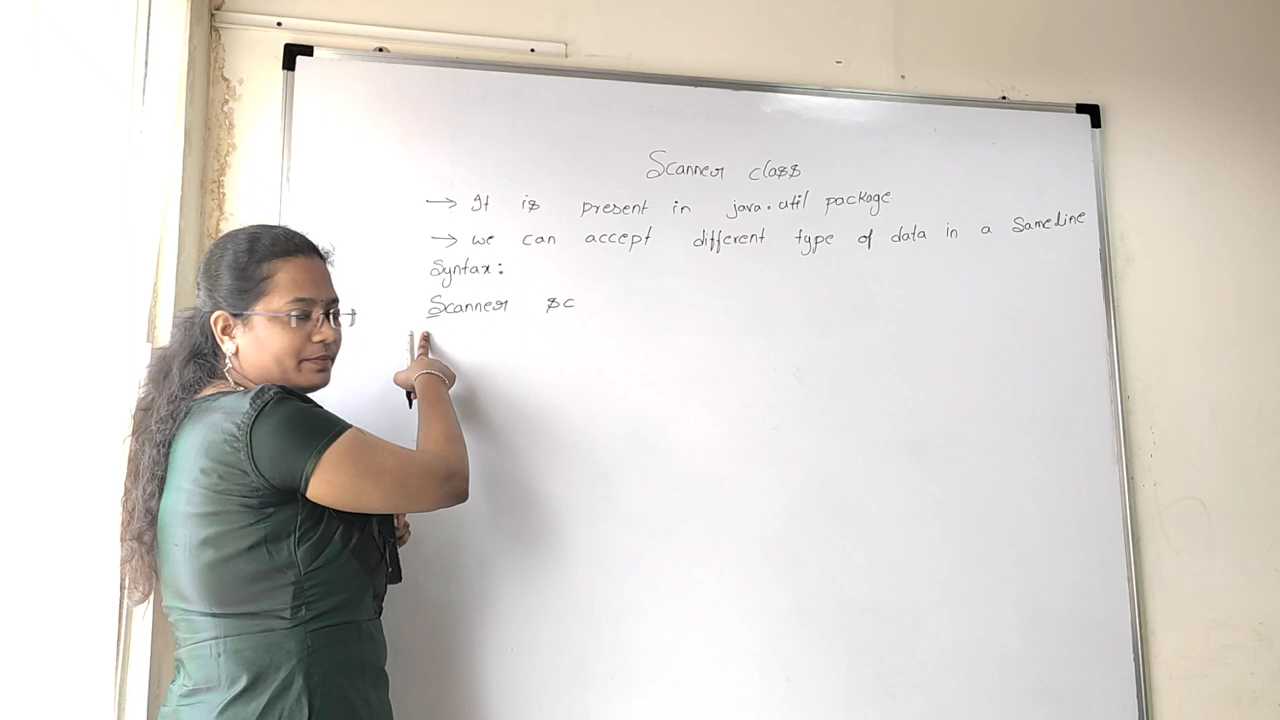 Scanner class
→ It is present in java.util package
→ we can accept different type of data in a Sameline
Syntax:
Scanner sc